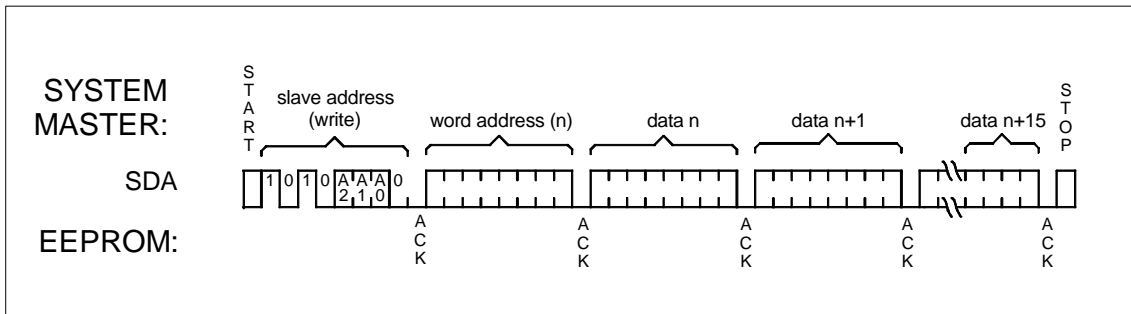 START
STOP
SYSTEM
MASTER:
slave address
(write)
word address (n)
data n
data n+1
data n+15
SDA
1 0 1 0 A2 A1 A0 0
EEPROM:
ACK
ACK
ACK
ACK
ACK